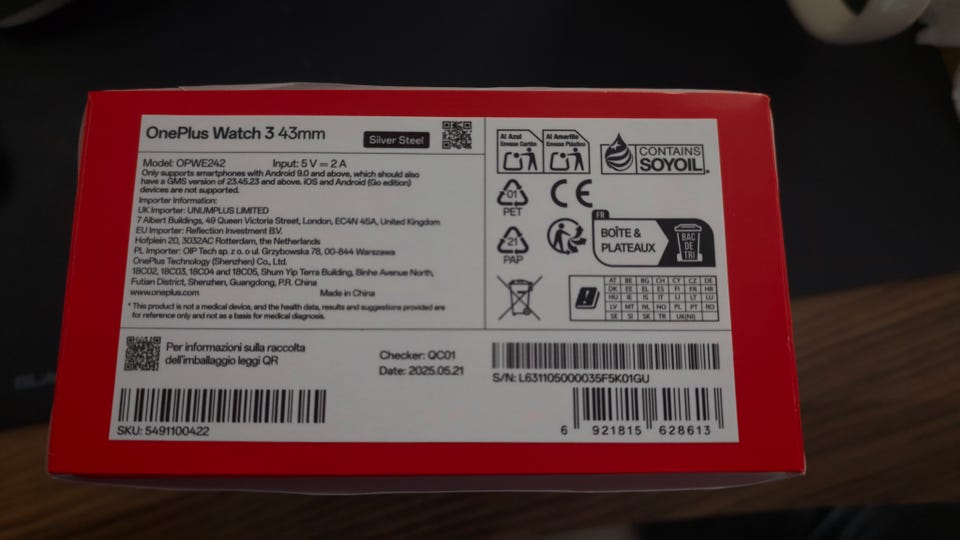 OnePlus Watch 3 43mm
Silver Steel
Model: OPWE242 Input: 5 V ⎓ 2 A
Only supports smartphones with Android 9.0 and above, which should also
have a GMS version of 23.45.23 and above. iOS and Android (Go edition)
devices are not supported.
Importer Information:
UK Importer: UNUMPLUS LIMITED
7 Albert Buildings, 49 Queen Victoria Street, London, EC4N 4SA, United Kingdom
EU Importer: Reflection Investment B.V.
Hofplein 20, 3032AC Rotterdam, the Netherlands
PL Importer: OIP Tech sp. z o. o ul. Grzybowska 78, 00-844 Warszawa
OnePlus Technology (Shenzhen) Co., Ltd.
18C02, 18C03, 18C04 and 18C05, Shum Yip Terra Building, Binhe Avenue North,
Futian District, Shenzhen, Guangdong, P.R. China
www.oneplus.com Made in China
* This product is not a medical device, and the health data, results and suggestions provided are
for reference only and not as a basis for medical diagnosis.
Al Azul
Envase Cartón
Al Amarillo
Envase Plástico
CONTAINS
SOYOIL
01
PET
CE
21
PAP
FR
BOÎTE &
PLATEAUX
BAC
DE
TRI
AT BE BG CH CY CZ DE
DK EE EL ES FI FR HR
HU IE IS IT LI LT LU
LV MT NL NO PL PT RO
SE SI SK TR UK(NI)
Per informazioni sulla raccolta
dell'imballaggio leggi QR
Checker: QC01
Date: 2025.05.21
S/N: L631105000035F5K01GU
SKU: 5491100422
6 921815 628613